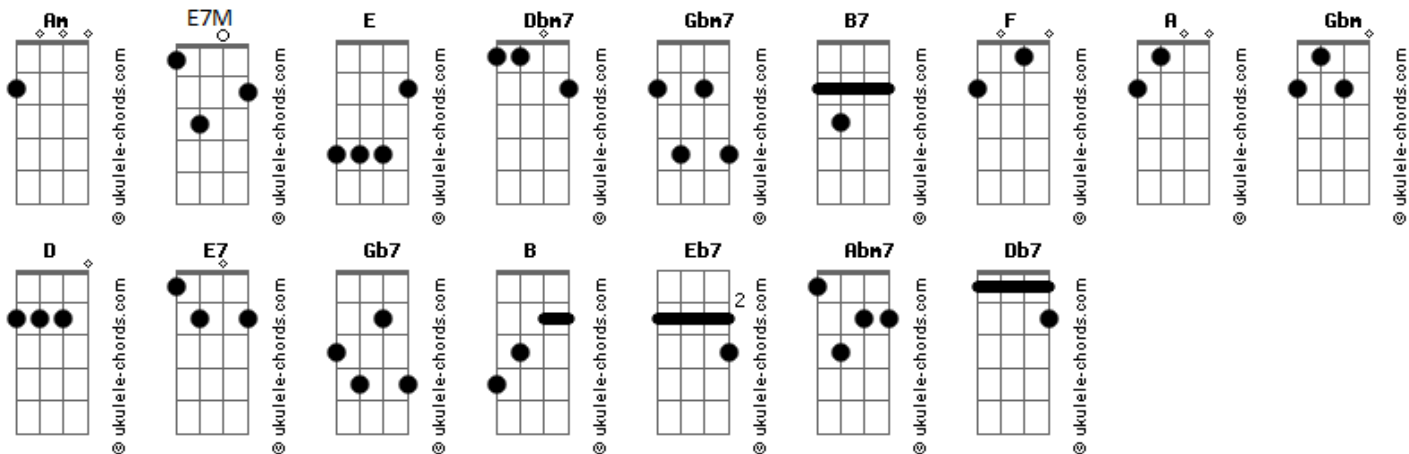 Am E7M E Dbm7 Gbm7 B7 F A Gbm
© ukulele-chords.com © ukulele-chords.com © ukulele-chords.com © ukulele-chords.com © ukulele-chords.com © ukulele-chords.com © ukulele-chords.com © ukulele-chords.com © ukulele-chords.com
D E7 Gb7 B Eb7 Abm7 Db7
2
© ukulele-chords.com © ukulele-chords.com © ukulele-chords.com © ukulele-chords.com © ukulele-chords.com © ukulele-chords.com © ukulele-chords.com